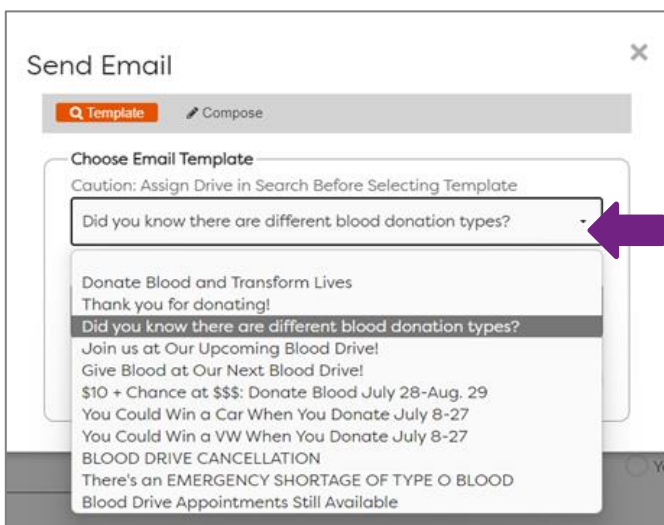 Send Email
×
Template Compose
Choose Email Template
Caution: Assign Drive in Search Before Selecting Template
Did you know there are different blood donation types?
Donate Blood and Transform Lives
Thank you for donating!
Did you know there are different blood donation types?
Join us at Our Upcoming Blood Drive!
Give Blood at Our Next Blood Drive!
$10 + Chance at $$$: Donate Blood July 28-Aug. 29
You Could Win a Car When You Donate July 8-27
You Could Win a VW When You Donate July 8-27
BLOOD DRIVE CANCELLATION
There's an EMERGENCY SHORTAGE OF TYPE O BLOOD
Blood Drive Appointments Still Available